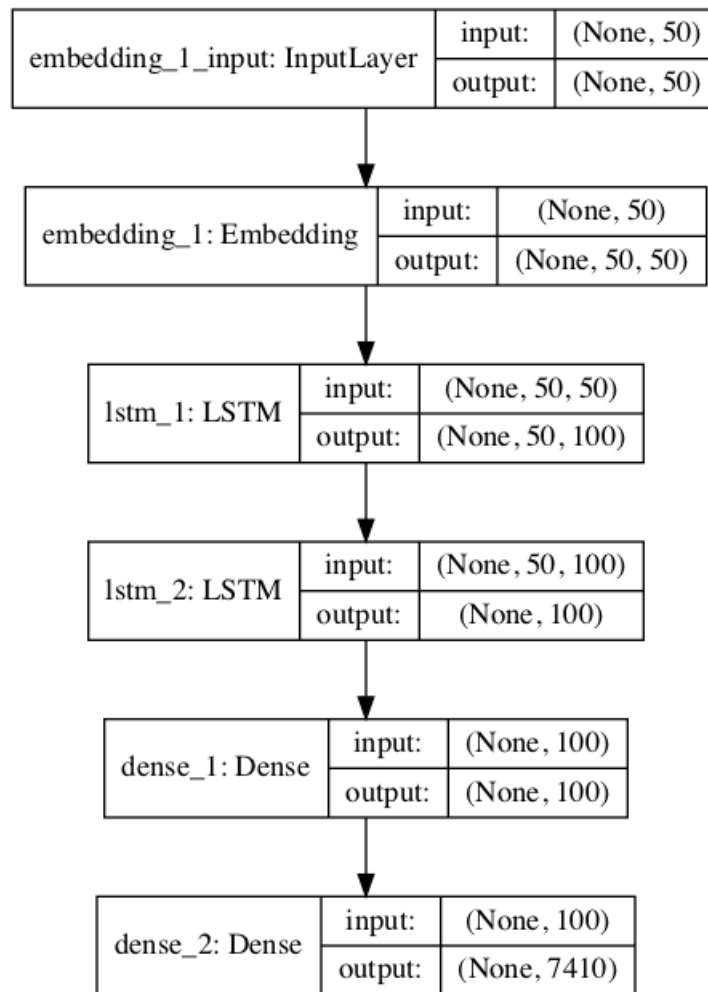 embedding_1_input: InputLayer
input: (None, 50)
output: (None, 50)
embedding_1: Embedding
input: (None, 50)
output: (None, 50, 50)
lstm_1: LSTM
input: (None, 50, 50)
output: (None, 50, 100)
lstm_2: LSTM
input: (None, 50, 100)
output: (None, 100)
dense_1: Dense
input: (None, 100)
output: (None, 100)
dense_2: Dense
input: (None, 100)
output: (None, 7410)